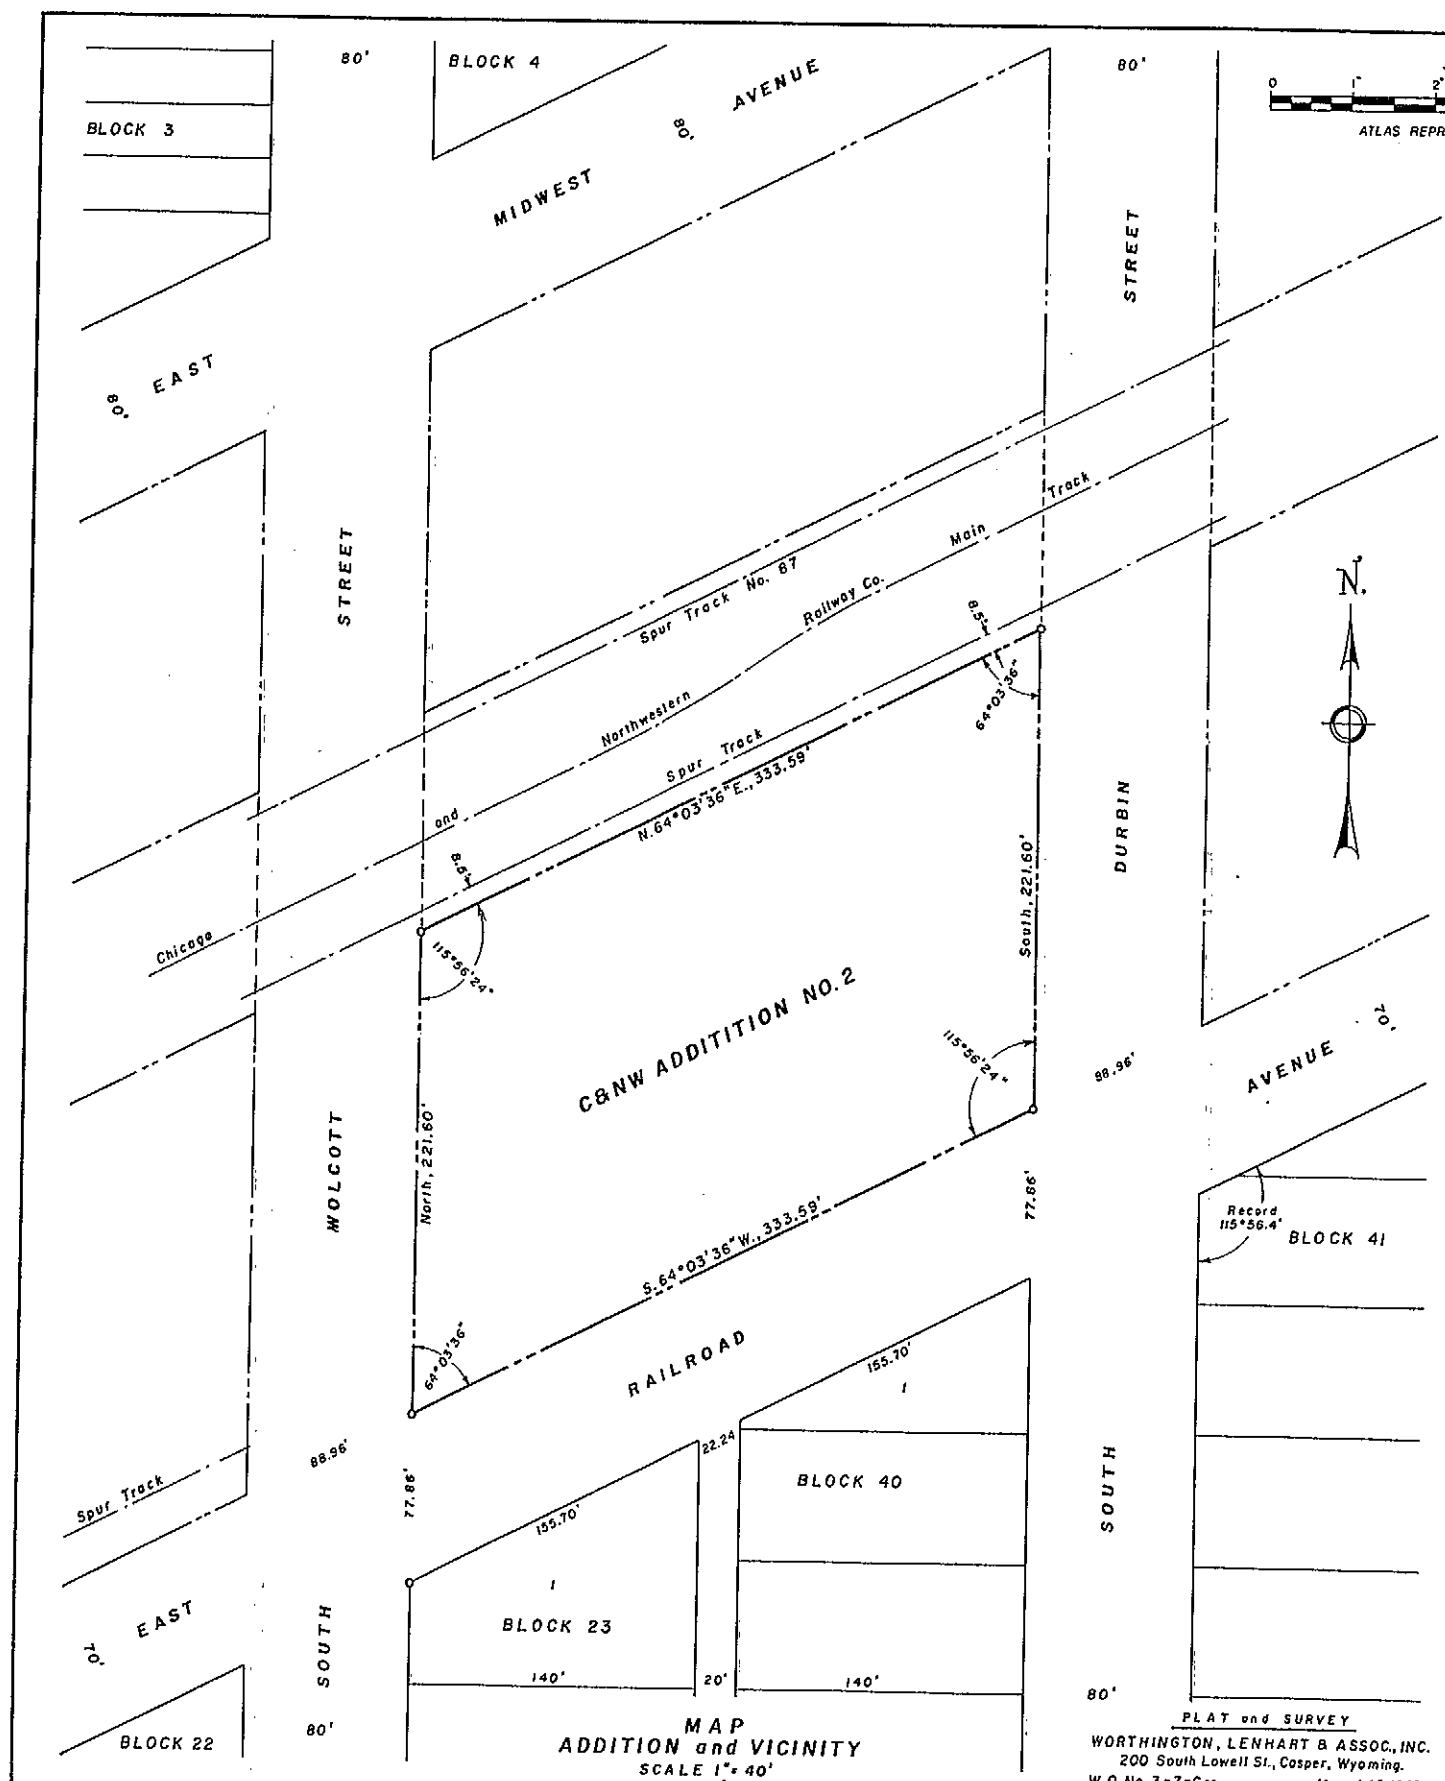 80'
BLOCK 4
80'
AVENUE
80'
MIDWEST
BLOCK 3
0 1" 2"
ATLAS REPR
STREET
EAST
80'
STREET
Spur Track No. 87
Chicago and Northwestern Railway Co. Main Track
8.5'
64°03'36"
Spur Track
N.64°03'36"E., 333.59'
N.
8.5'
115°56'24"
South, 221.60'
DURBIN
C&NW ADDITITION NO. 2
115°56'24"
88.96'
AVENUE
70'
WOLCOTT
North, 221.60'
77.86'
Record
115°56.4'
BLOCK 41
S.64°03'36"W., 333.59'
64°03'36"
RAILROAD
155.70'
1
22.24
BLOCK 40
88.96'
77.86'
Spur Track
155.70'
1
BLOCK 23
SOUTH
EAST
70'
SOUTH
140'
20'
140'
80'
80'
BLOCK 22
MAP
ADDITION and VICINITY
SCALE 1"= 40'
PLAT and SURVEY
WORTHINGTON, LENHART & ASSOC., INC.
200 South Lowell St., Casper, Wyoming.